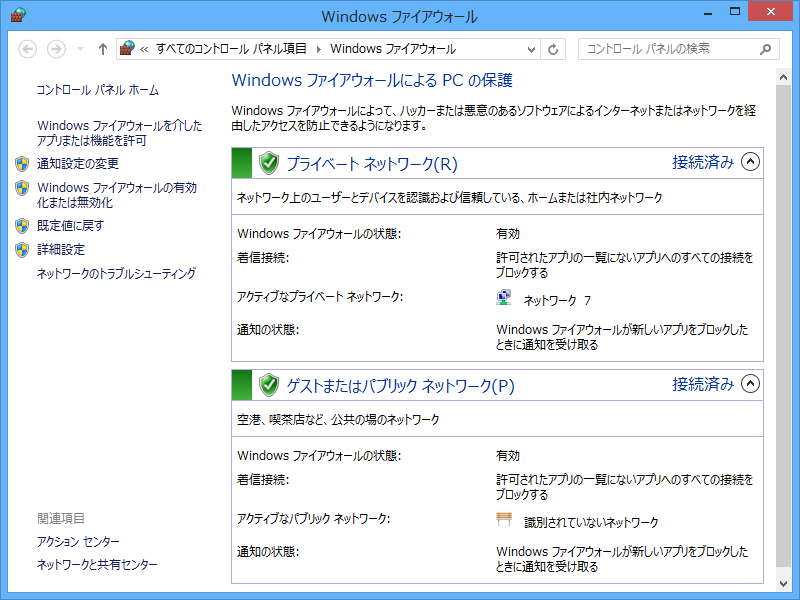 Windows ファイアウォール
« すべてのコントロール パネル項目 Windows ファイアウォール
コントロール パネルの検索
コントロール パネル ホーム
Windows ファイアウォールを介した
アプリまたは機能を許可
通知設定の変更
Windows ファイアウォールの有効
化または無効化
既定値に戻す
詳細設定
ネットワークのトラブルシューティング
関連項目
アクション センター
ネットワークと共有センター
Windows ファイアウォールによる PC の保護
Windows ファイアウォールによって、ハッカーまたは悪意のあるソフトウェアによるインターネットまたはネットワークを経
由したアクセスを防止できるようになります。
プライベート ネットワーク(R) 接続済み
ネットワーク上のユーザーとデバイスを認識および信頼している、ホームまたは社内ネットワーク
Windows ファイアウォールの状態: 有効
着信接続: 許可されたアプリの一覧にないアプリへのすべての接続を
ブロックする
アクティブなプライベート ネットワーク: ネットワーク 7
通知の状態: Windows ファイアウォールが新しいアプリをブロックした
ときに通知を受け取る
ゲストまたはパブリック ネットワーク(P) 接続済み
空港、喫茶店など、公共の場のネットワーク
Windows ファイアウォールの状態: 有効
着信接続: 許可されたアプリの一覧にないアプリへのすべての接続を
ブロックする
アクティブなパブリック ネットワーク: 識別されていないネットワーク
通知の状態: Windows ファイアウォールが新しいアプリをブロックした
ときに通知を受け取る